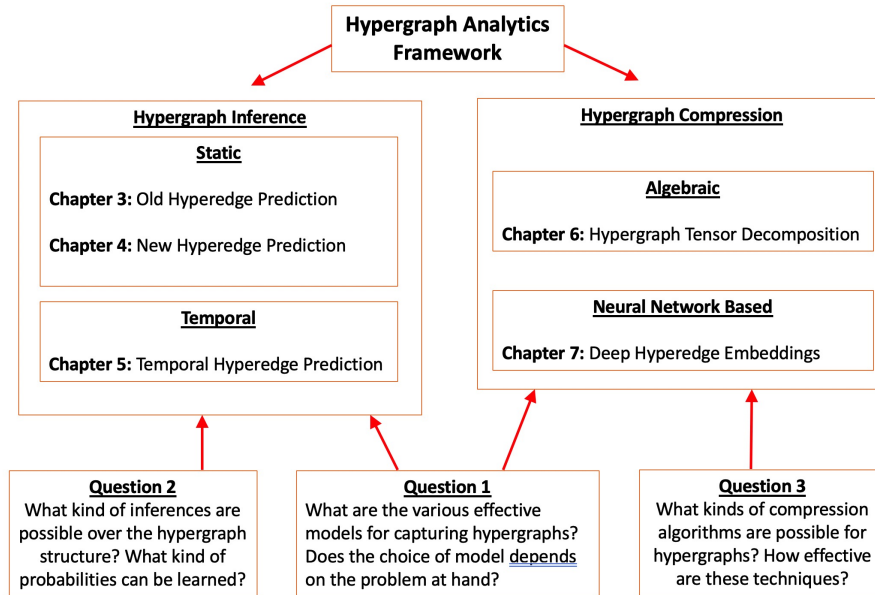 Hypergraph Analytics
Framework
Hypergraph Inference
Static
Chapter 3: Old Hyperedge Prediction
Chapter 4: New Hyperedge Prediction
Temporal
Chapter 5: Temporal Hyperedge Prediction
Hypergraph Compression
Algebraic
Chapter 6: Hypergraph Tensor Decomposition
Neural Network Based
Chapter 7: Deep Hyperedge Embeddings
Question 2
What kind of inferences are
possible over the hypergraph
structure? What kind of
probabilities can be learned?
Question 1
What are the various effective
models for capturing hypergraphs?
Does the choice of model depends
on the problem at hand?
Question 3
What kinds of compression
algorithms are possible for
hypergraphs? How effective
are these techniques?